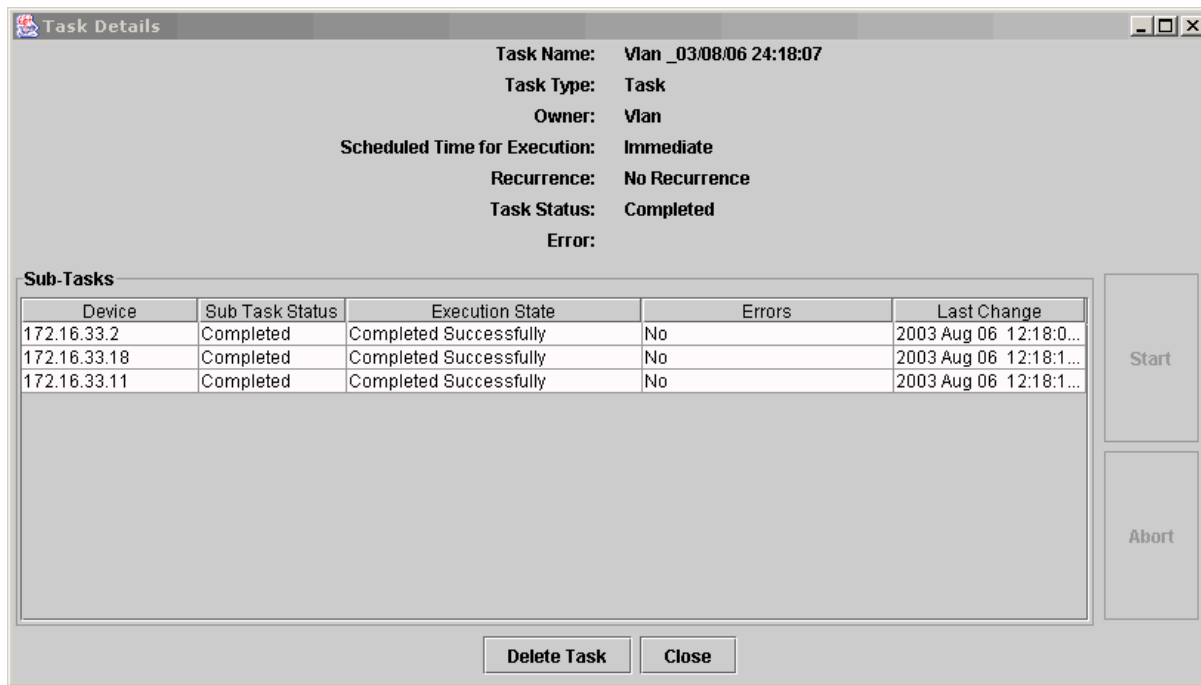 Task Details
Task Name: Vlan _03/08/06 24:18:07
Task Type: Task
Owner: Vlan
Scheduled Time for Execution: Immediate
Recurrence: No Recurrence
Task Status: Completed
Error:
Sub-Tasks
Device Sub Task Status Execution State Errors Last Change
172.16.33.2 Completed Completed Successfully No 2003 Aug 06 12:18:0...
172.16.33.18 Completed Completed Successfully No 2003 Aug 06 12:18:1...
172.16.33.11 Completed Completed Successfully No 2003 Aug 06 12:18:1...
Start
Abort
Delete Task Close